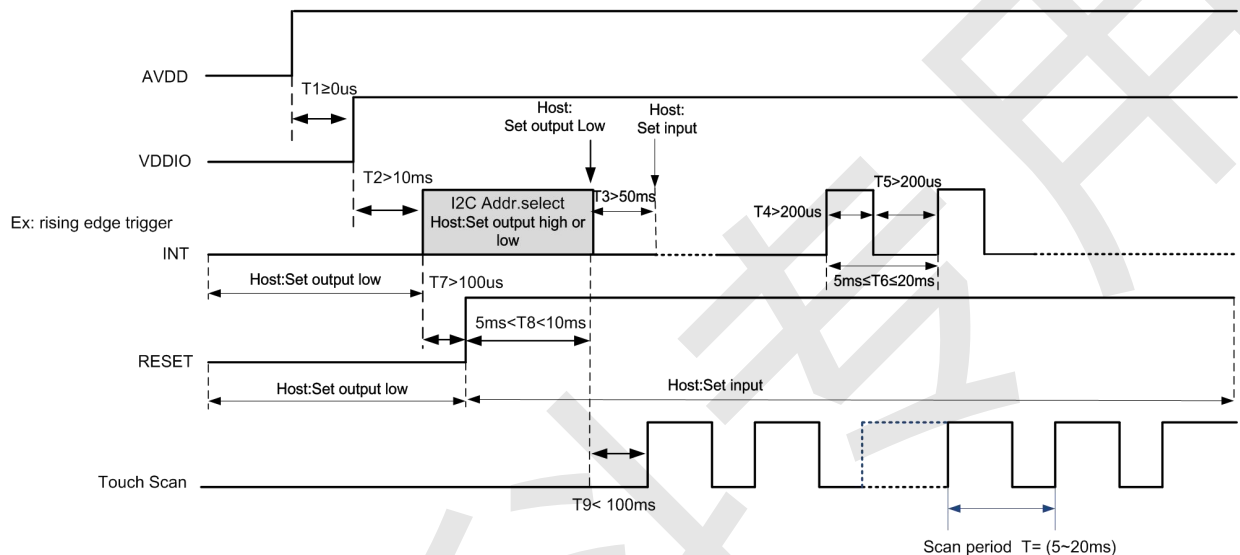 AVDD
T1≥0us
VDDIO
Host:
Set output Low
Host:
Set input
T2>10ms
I2C Addr.select
Host:Set output high or
low
T3>50ms
T4>200us
T5>200us
Ex: rising edge trigger
INT
5ms≤T6≤20ms
Host:Set output low
T7>100us
5ms<T8<10ms
RESET
Host:Set output low
Host:Set input
Touch Scan
T9< 100ms
Scan period T= (5~20ms)